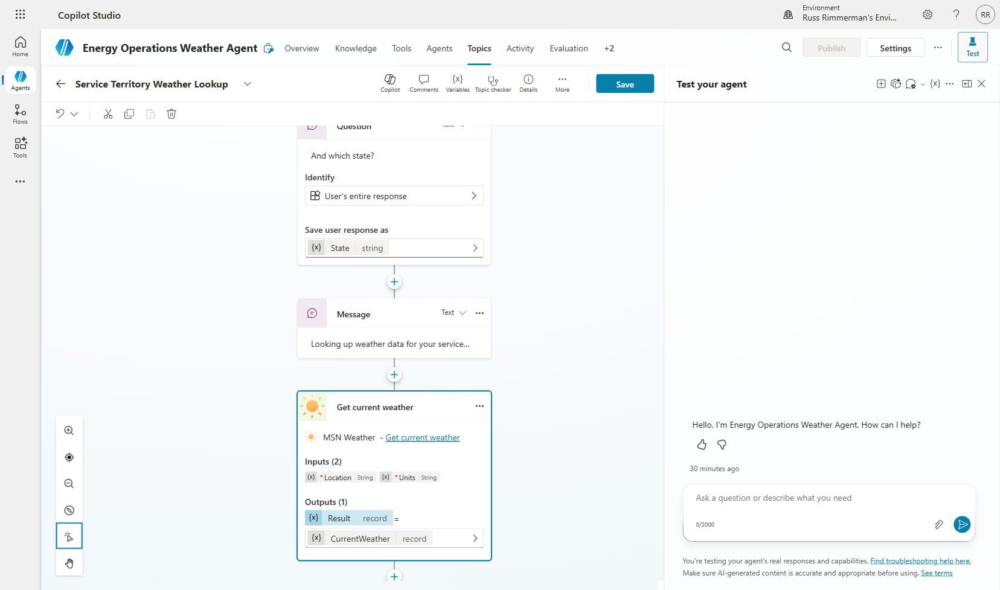 Copilot Studio
Environment
Russ Rimmerman's Envi...
RR
Home
Agents
Flows
Tools
Energy Operations Weather Agent
Overview
Knowledge
Tools
Agents
Topics
Activity
Evaluation
+2
Publish
Settings
Test
Service Territory Weather Lookup
Copilot
Comments
{x}
Variables
Topic checker
Details
More
Save
Question
Text
And which state?
Identify
User's entire response
Save user response as
{x} State string
Message
Text
Looking up weather data for your service...
Get current weather
MSN Weather - Get current weather
Inputs (2)
{x} *Location String {x} *Units String
Outputs (1)
{x} Result record =
{x} CurrentWeather record
Test your agent
{x}
Hello, I'm Energy Operations Weather Agent. How can I help?
30 minutes ago
Ask a question or describe what you need
0/2000
You're testing your agent's real responses and capabilities. Find troubleshooting help here.
Make sure AI-generated content is accurate and appropriate before using. See terms